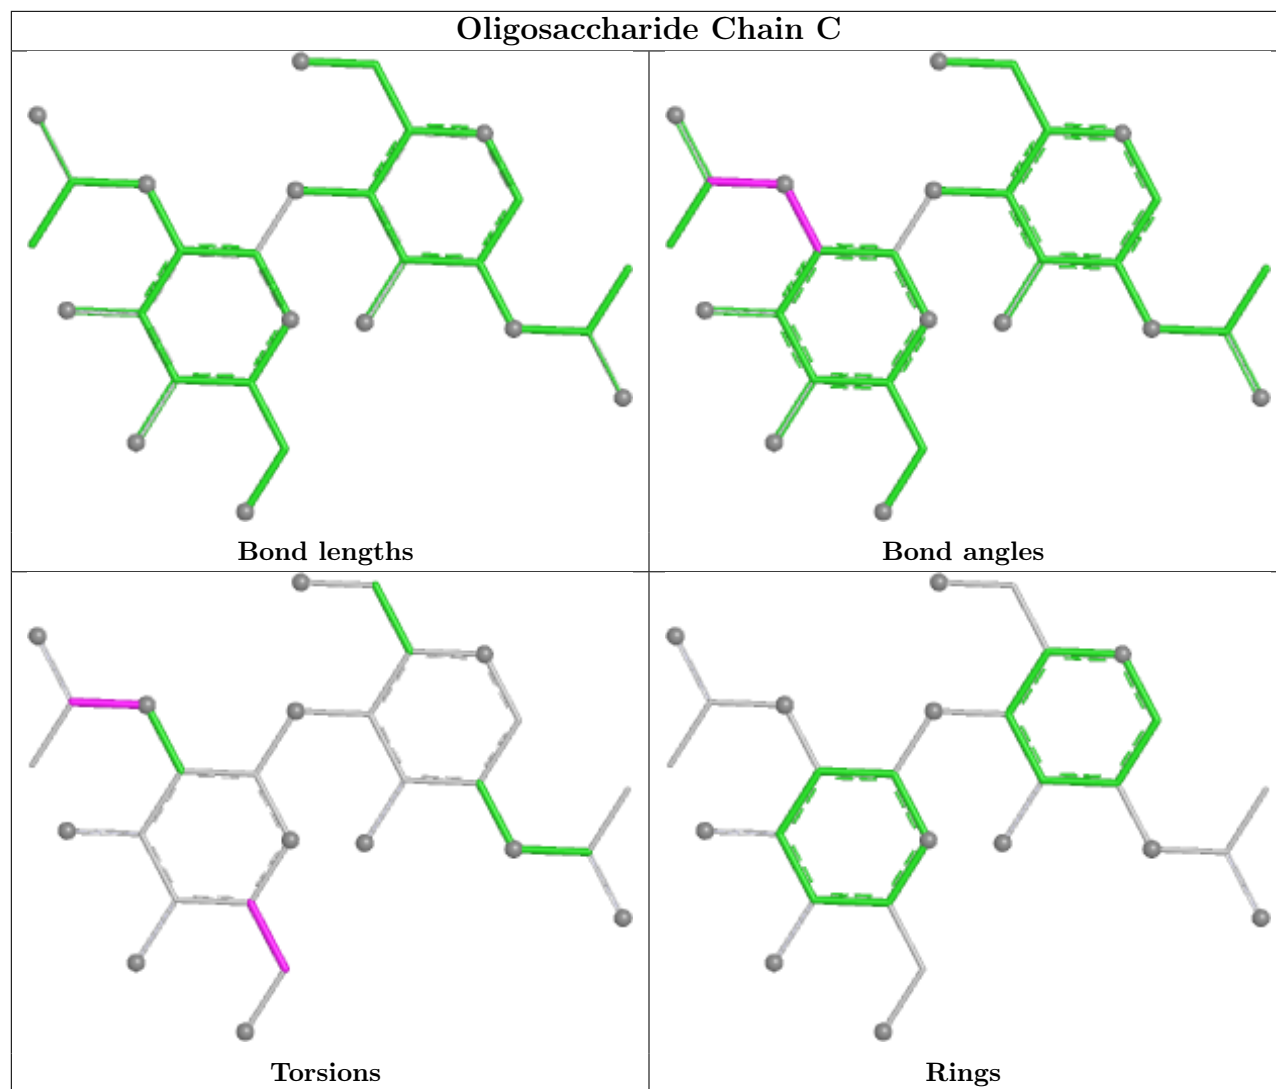 Oligosaccharide Chain C
Bond lengths
Bond angles
Torsions
Rings